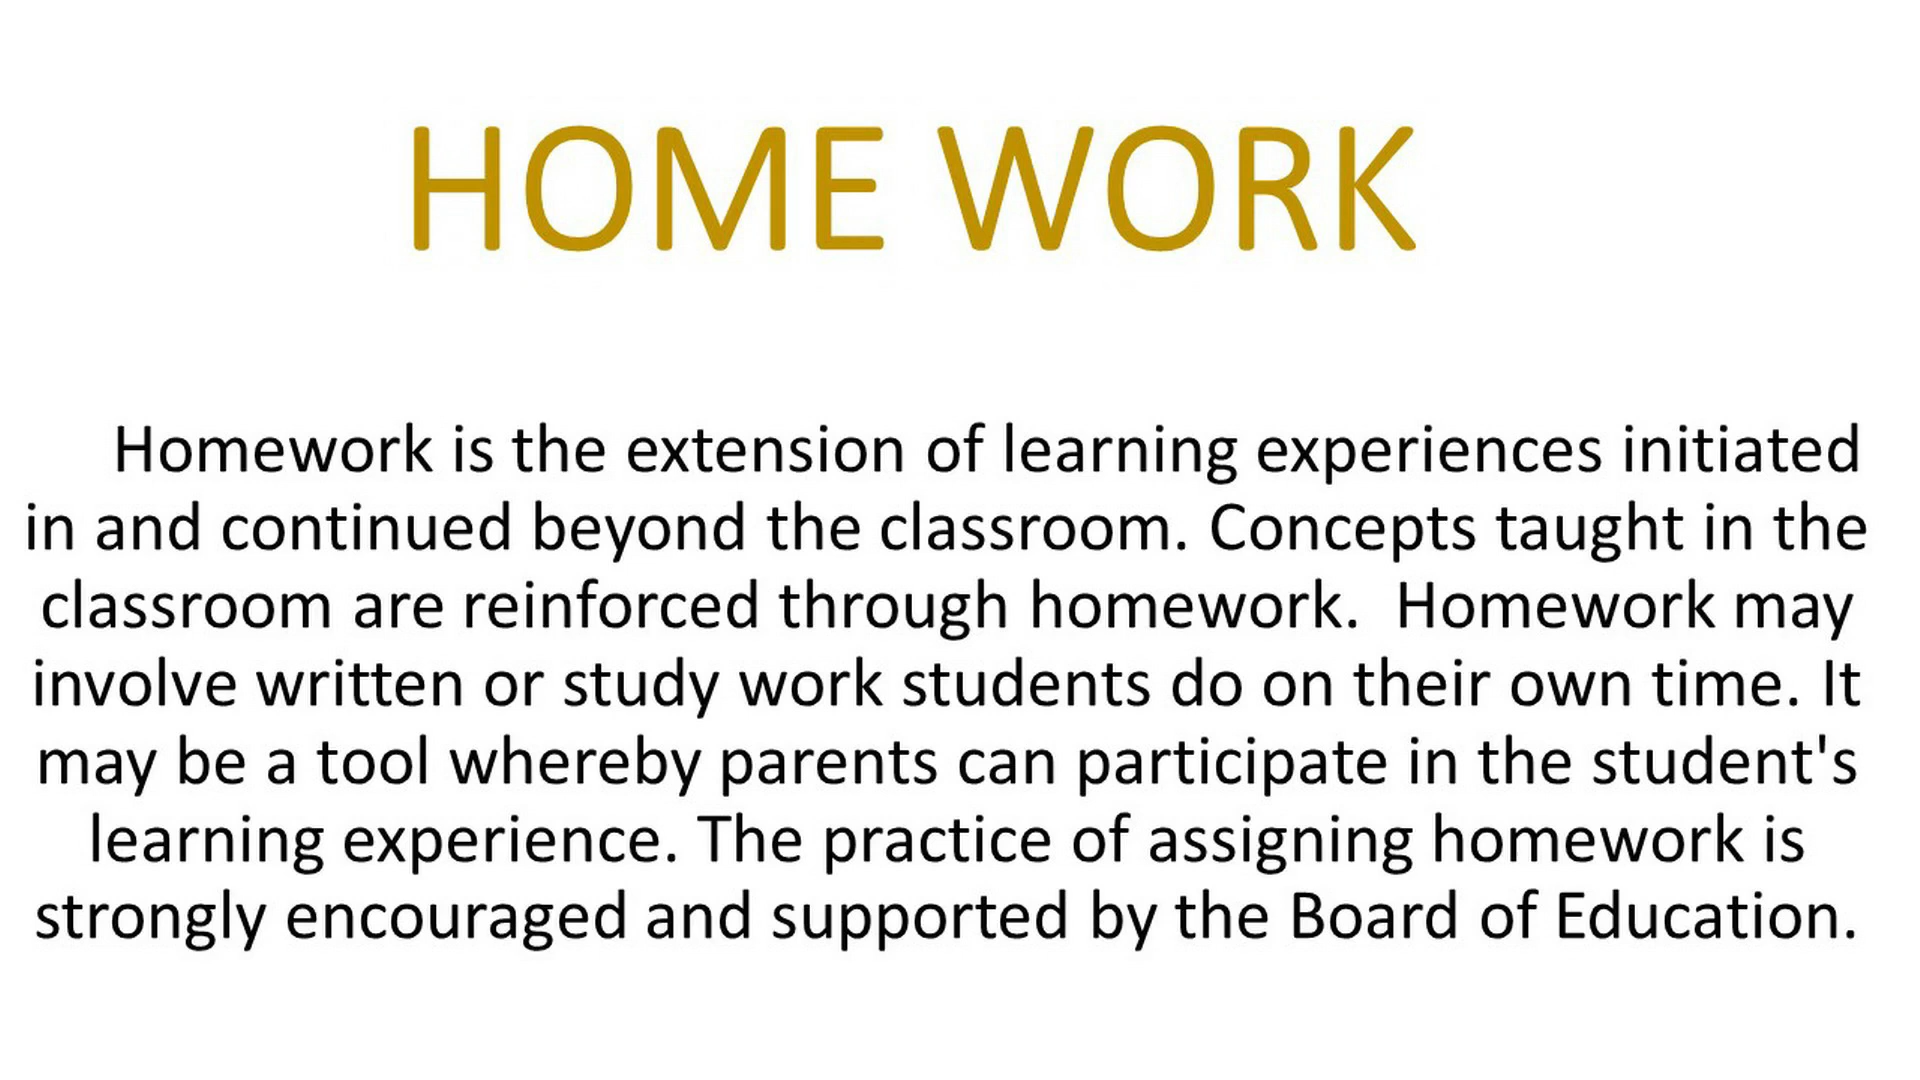 HOME WORK
Homework is the extension of learning experiences initiated
in and continued beyond the classroom. Concepts taught in the
classroom are reinforced through homework.  Homework may
involve written or study work students do on their own time. It
may be a tool whereby parents can participate in the student's
learning experience. The practice of assigning homework is
strongly encouraged and supported by the Board of Education.